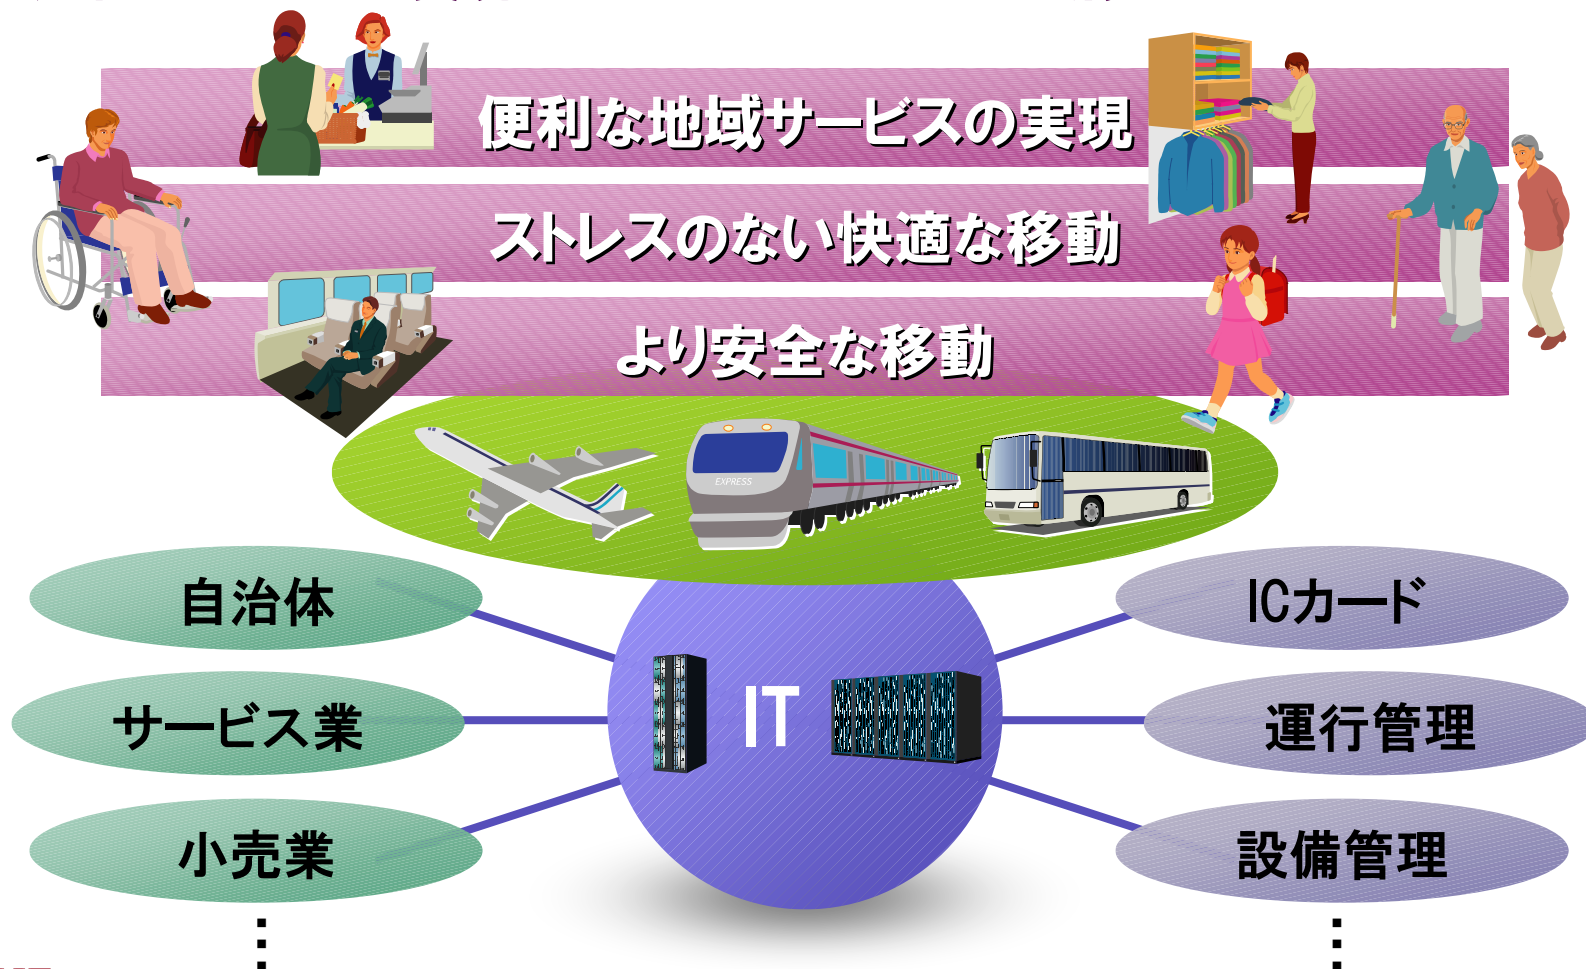 便利な地域サービスの実現
ストレスのない快適な移動
より安全な移動
EXPRESS
自治体
ICカード
IT
サービス業
運行管理
小売業
設備管理